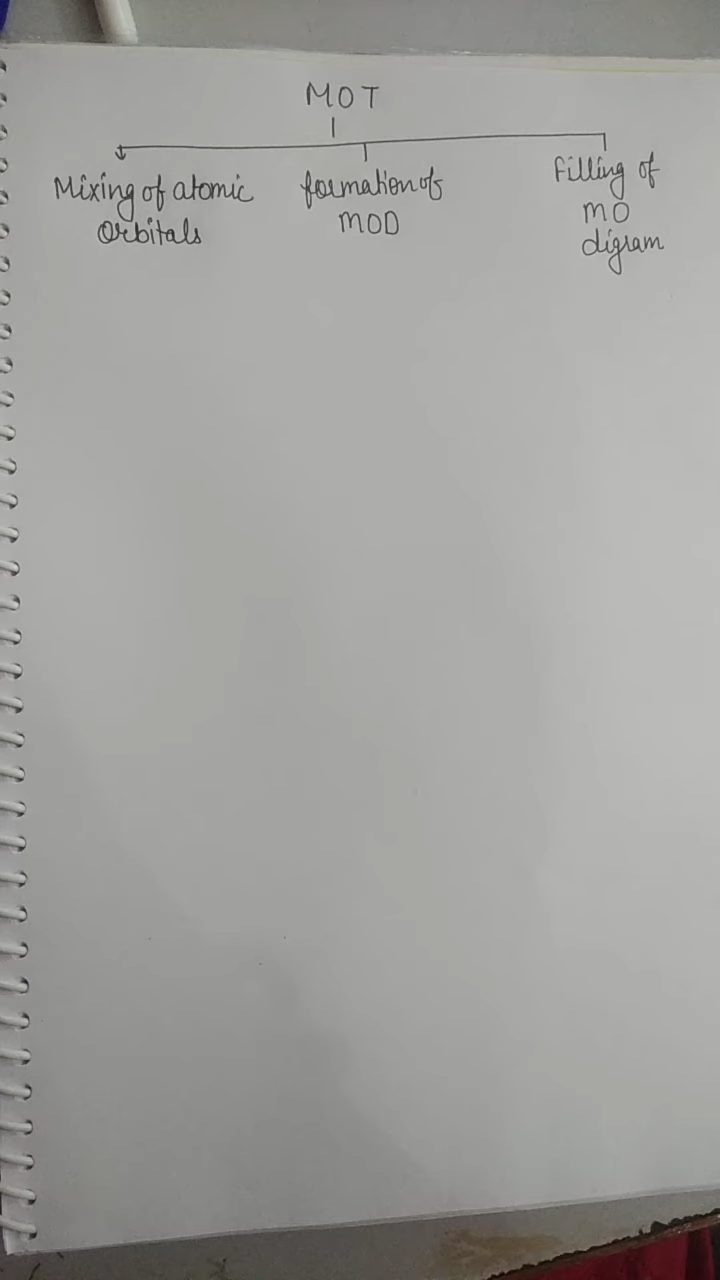 MOT
Mixing of atomic
Orbitals
formation of
MOD
Filling of
MO
digram